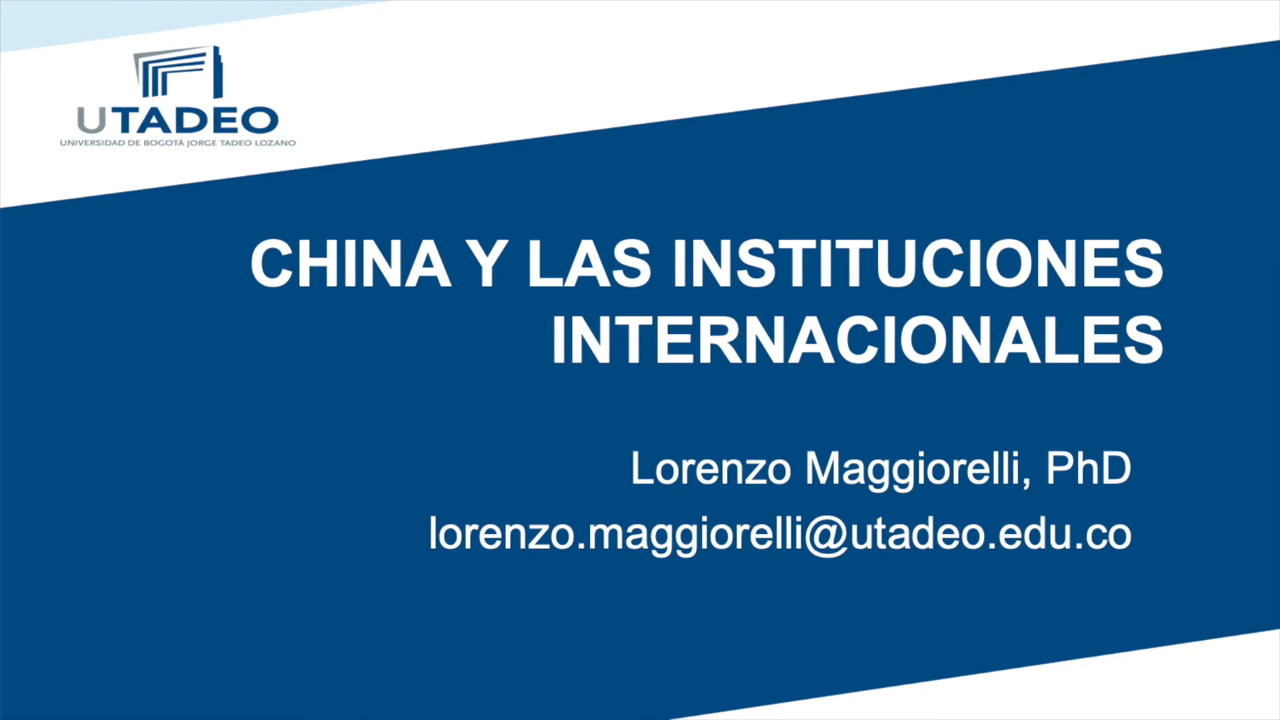 UTADEO
UNIVERSIDAD DE BOGOTÁ JORGE TADEO LOZANO
CHINA Y LAS INSTITUCIONES
INTERNACIONALES
Lorenzo Maggiorelli, PhD
lorenzo.maggiorelli@utadeo.edu.co